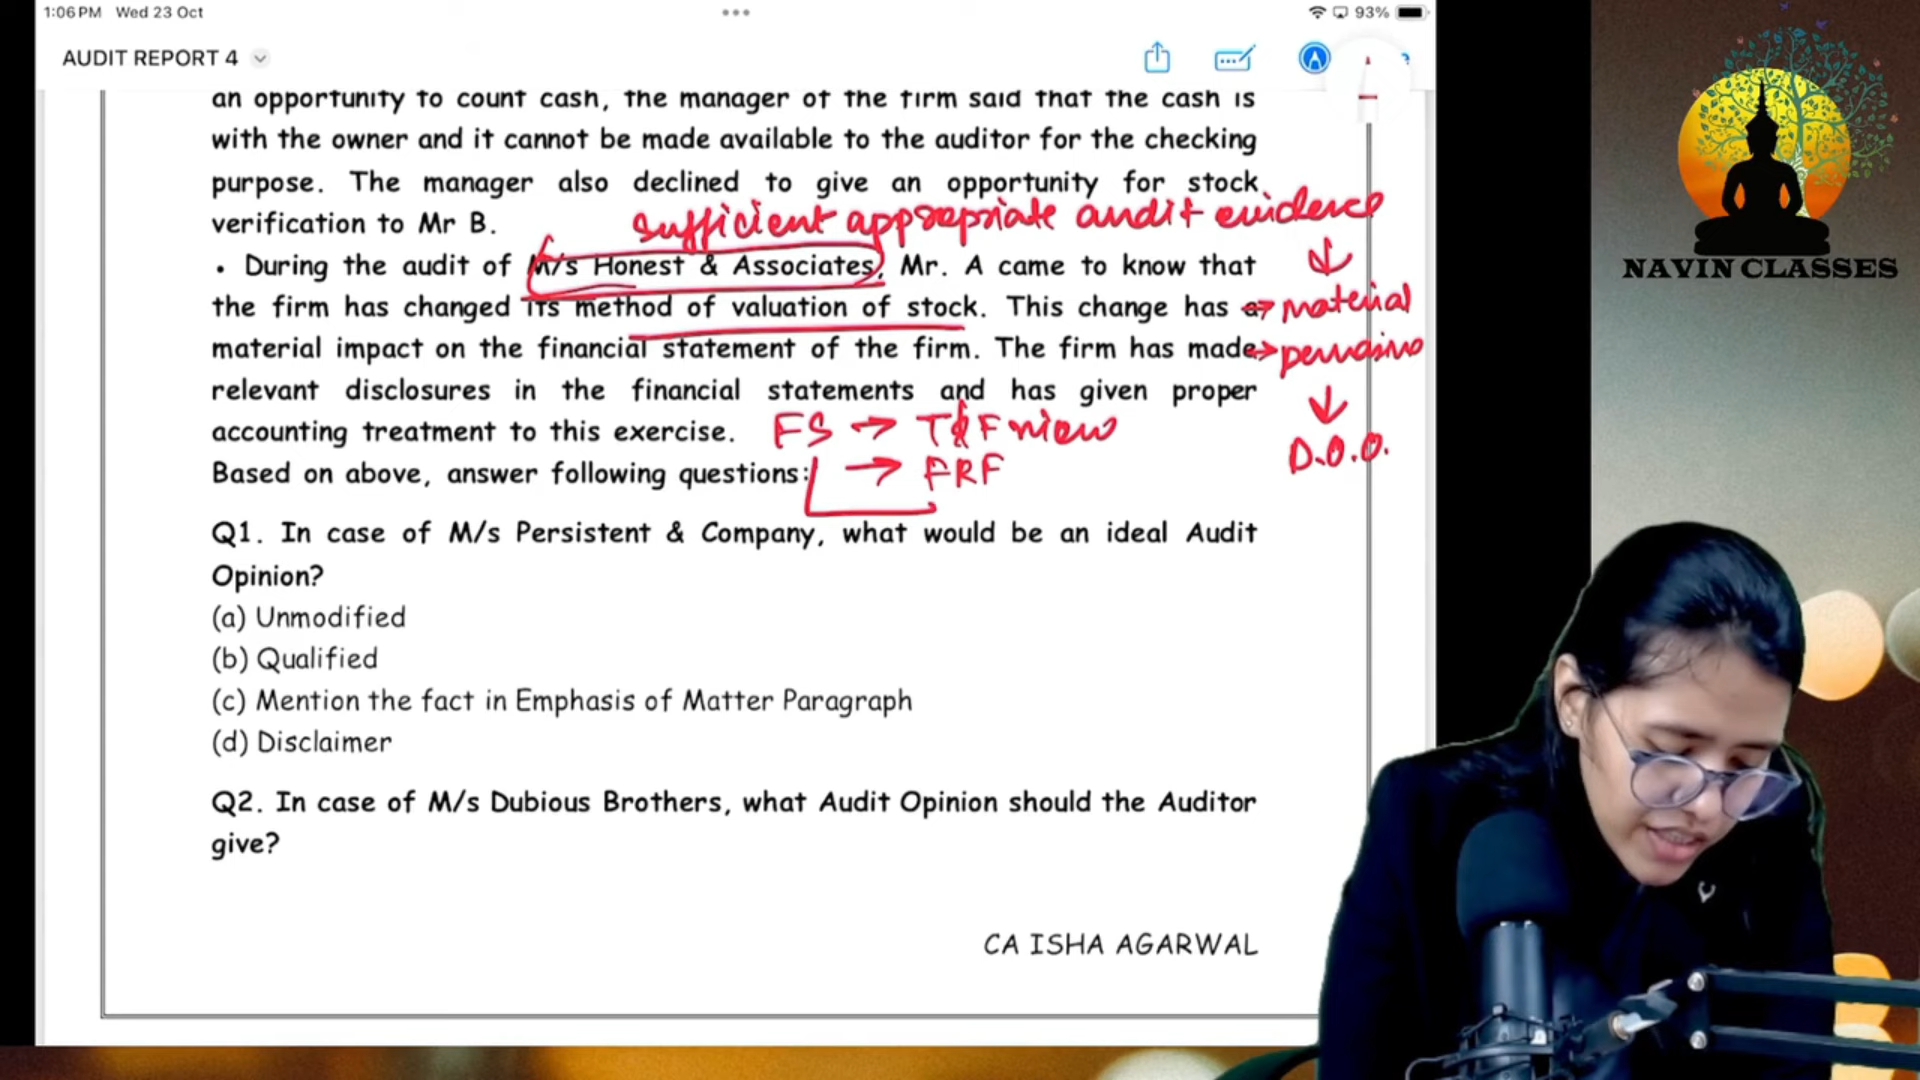 1:06 PM Wed 23 Oct
93%
AUDIT REPORT 4
an opportunity to count cash, the manager of the firm said that the cash is
with the owner and it cannot be made available to the auditor for the checking
purpose. The manager also declined to give an opportunity for stock
verification to Mr B.
sufficient appropriate audit evidence
• During the audit of M/s Honest & Associates, Mr. A came to know that
the firm has changed its method of valuation of stock. This change has a
→ material
material impact on the financial statement of the firm. The firm has made
→ pervasive
relevant disclosures in the financial statements and has given proper
accounting treatment to this exercise.
FS → T&F view
D.O.O.
Based on above, answer following questions:
→ FRF
Q1. In case of M/s Persistent & Company, what would be an ideal Audit
Opinion?
(a) Unmodified
(b) Qualified
(c) Mention the fact in Emphasis of Matter Paragraph
(d) Disclaimer
Q2. In case of M/s Dubious Brothers, what Audit Opinion should the Auditor
give?
CA ISHA AGARWAL
NAVIN CLASSES